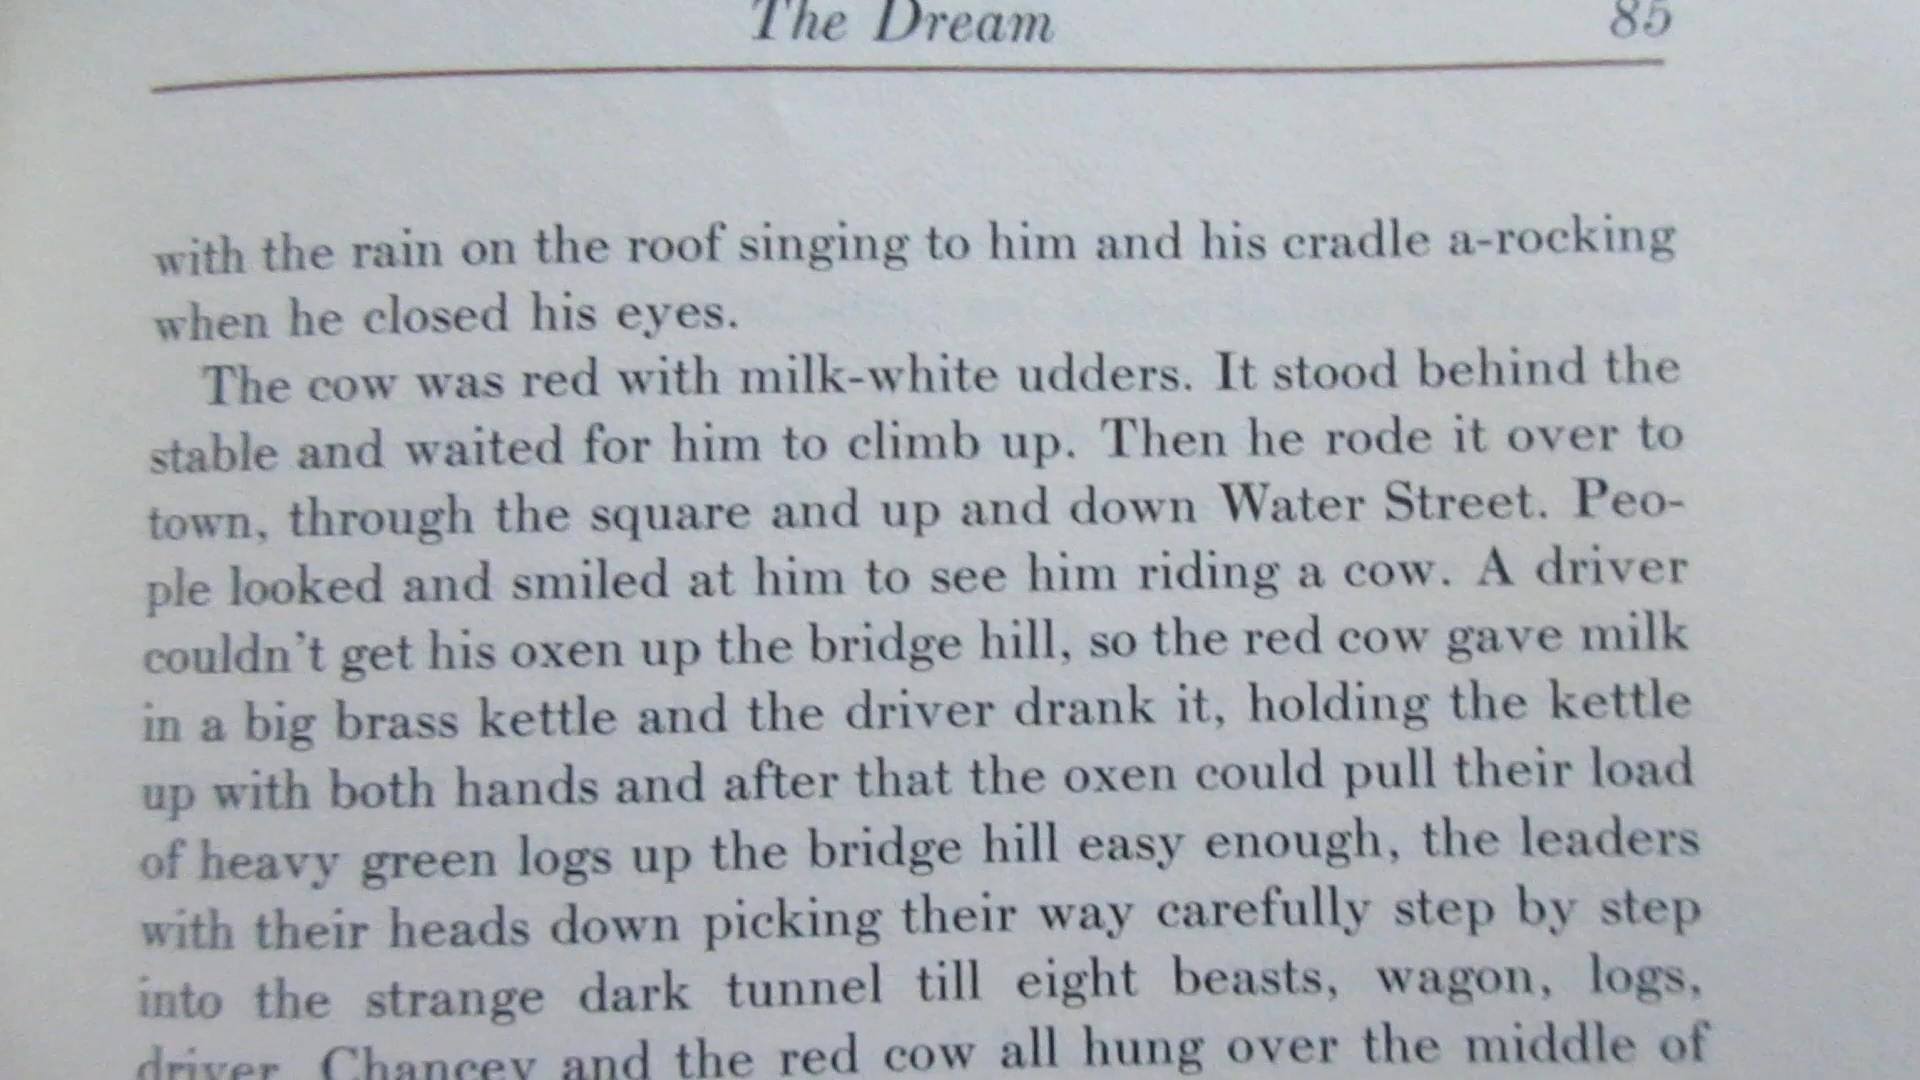 The Dream 85
with the rain on the roof singing to him and his cradle a-rocking
when he closed his eyes.
The cow was red with milk-white udders. It stood behind the
stable and waited for him to climb up. Then he rode it over to
town, through the square and up and down Water Street. Peo-
ple looked and smiled at him to see him riding a cow. A driver
couldn't get his oxen up the bridge hill, so the red cow gave milk
in a big brass kettle and the driver drank it, holding the kettle
up with both hands and after that the oxen could pull their load
of heavy green logs up the bridge hill easy enough, the leaders
with their heads down picking their way carefully step by step
into the strange dark tunnel till eight beasts, wagon, logs,
driver, Chancey and the red cow all hung over the middle of